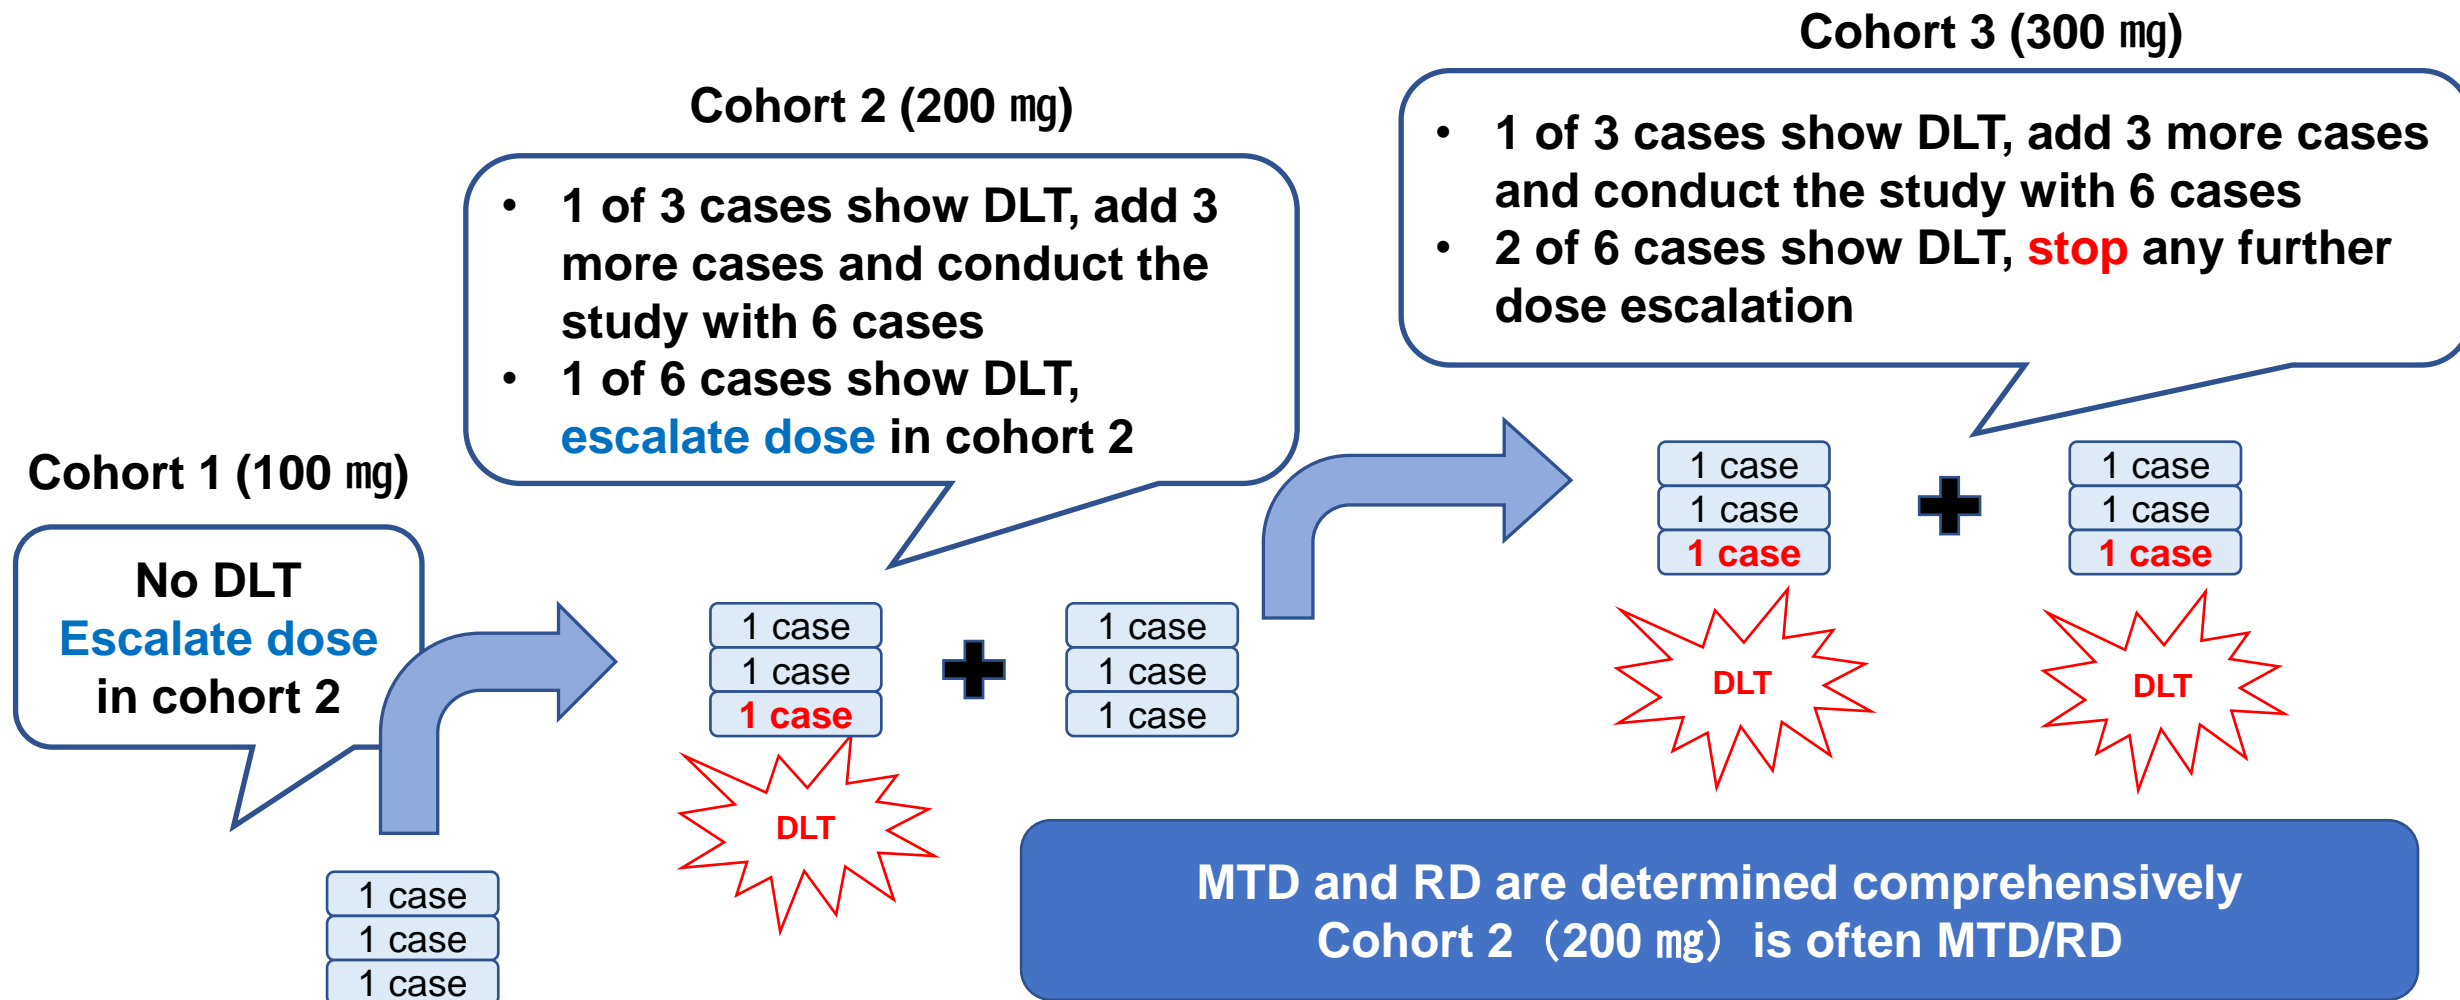 Cohort 1 (100 ㎎)
No DLT
Escalate dose
in cohort 2
1 case
1 case
1 case
Cohort 2 (200 ㎎)
• 1 of 3 cases show DLT, add 3
more cases and conduct the
study with 6 cases
• 1 of 6 cases show DLT,
escalate dose in cohort 2
1 case
1 case
1 case
DLT
1 case
1 case
1 case
Cohort 3 (300 ㎎)
• 1 of 3 cases show DLT, add 3 more cases
and conduct the study with 6 cases
• 2 of 6 cases show DLT, stop any further
dose escalation
1 case
1 case
1 case
DLT
1 case
1 case
1 case
DLT
MTD and RD are determined comprehensively
Cohort 2（200 ㎎）is often MTD/RD